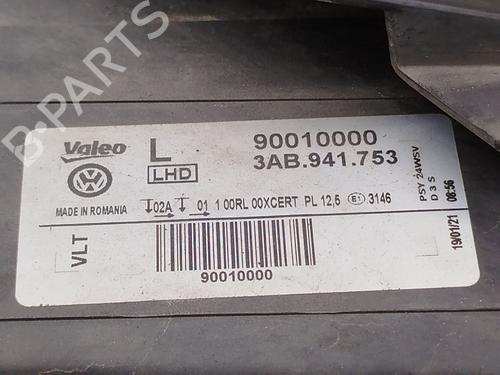 B-PARTS
Valeo
L
LHD
90010000
3AB.941.753
MADE IN ROMANIA
02A 01 1 00RL 00XCERT PL 12,5 E1 3146
PSY 24WSV
D3S
19/01/21 08:56
VLT
90010000